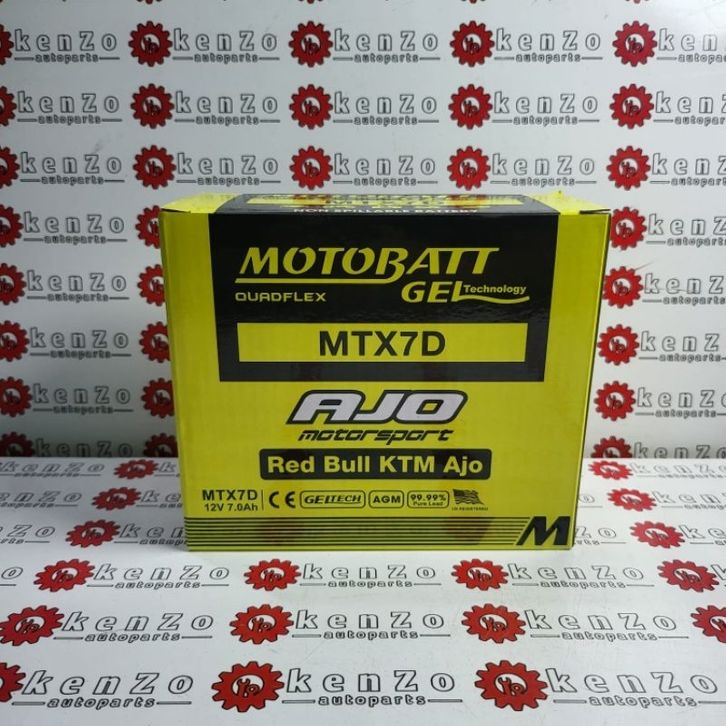 kenZo
autoparts
NON SPILLABLE BATTERY
MOTOBATT
QUADFLEX GEL Technology
MTX7D
AJO
motorsport
Red Bull KTM Ajo
MTX7D
12V 7.0Ah
CE GELTECH AGM 99.99% Pure Lead
M